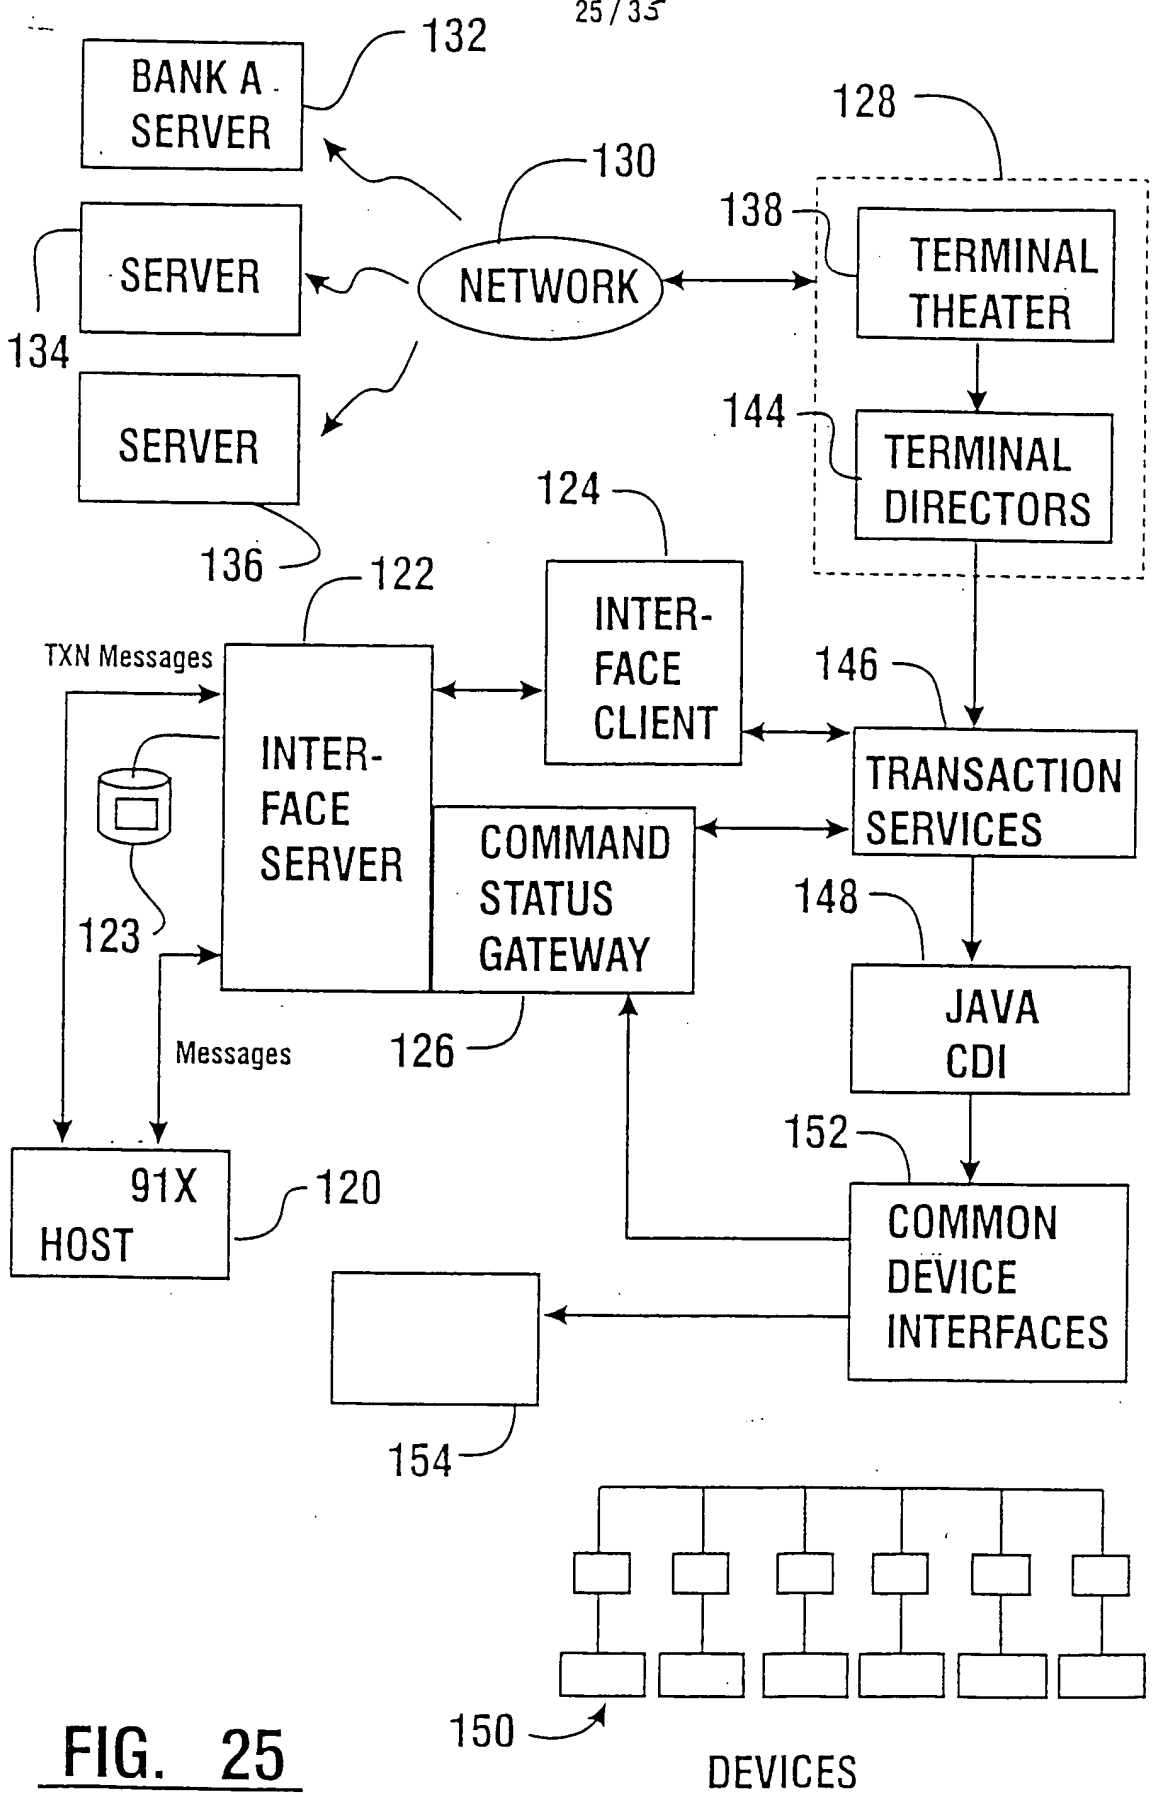 25/35
132
BANK A
SERVER
128
130
138
TERMINAL
THEATER
SERVER
NETWORK
134
144
TERMINAL
DIRECTORS
SERVER
124
136
122
INTER-
FACE
CLIENT
TXN Messages
146
INTER-
FACE
SERVER
TRANSACTION
SERVICES
COMMAND
STATUS
GATEWAY
148
123
JAVA
CDI
126
Messages
152
91X
HOST
120
COMMON
DEVICE
INTERFACES
154
150
FIG. 25
DEVICES